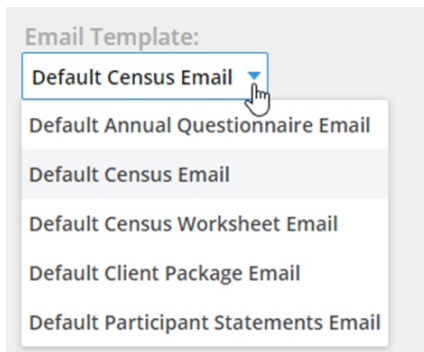 Email Template:
Default Census Email
Default Annual Questionnaire Email
Default Census Email
Default Census Worksheet Email
Default Client Package Email
Default Participant Statements Email